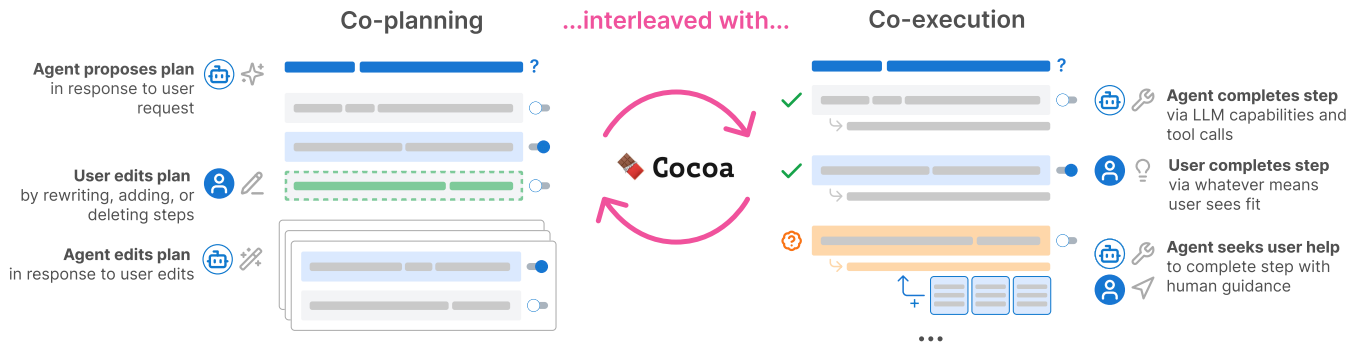 Co-planning
...interleaved with...
Co-execution
Agent proposes plan
in response to user
request
?
User edits plan
by rewriting, adding, or
deleting steps
Agent edits plan
in response to user edits
Cocoa
?
Agent completes step
via LLM capabilities and
tool calls
User completes step
via whatever means
user sees fit
?
Agent seeks user help
to complete step with
human guidance
+
...